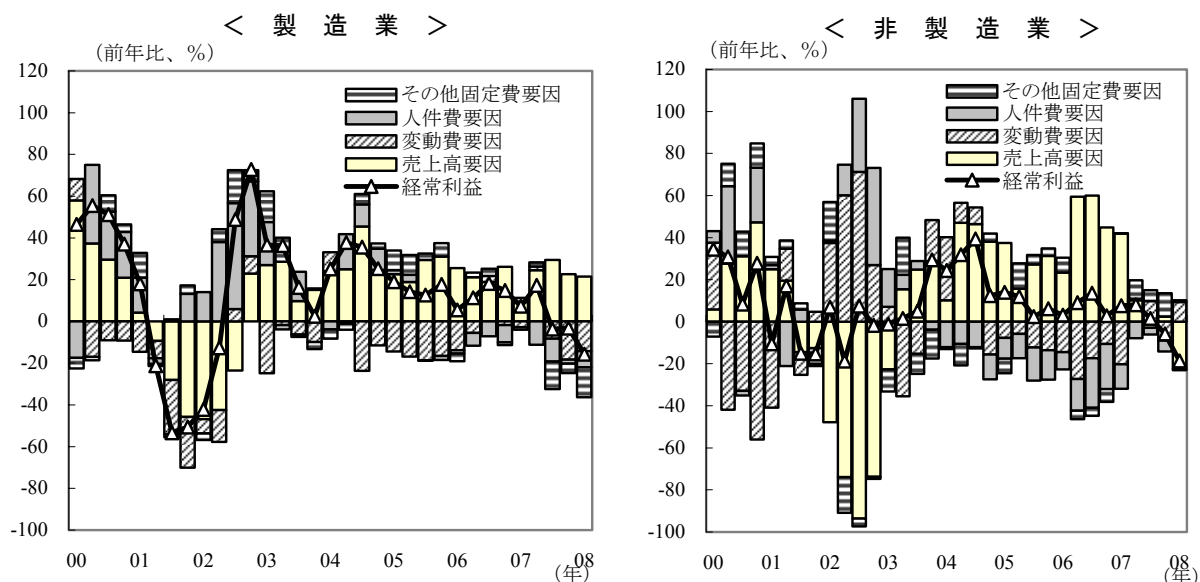 ＜ 製 造 業 ＞
（前年比、%）
120
100
80
60
40
20
0
-20
-40
-60
-80
-100
その他固定費要因
人件費要因
変動費要因
売上高要因
経常利益
00 01 02 03 04 05 06 07 08
（年）
＜ 非 製 造 業 ＞
（前年比、%）
120
100
80
60
40
20
0
-20
-40
-60
-80
-100
その他固定費要因
人件費要因
変動費要因
売上高要因
経常利益
00 01 02 03 04 05 06 07 08
（年）